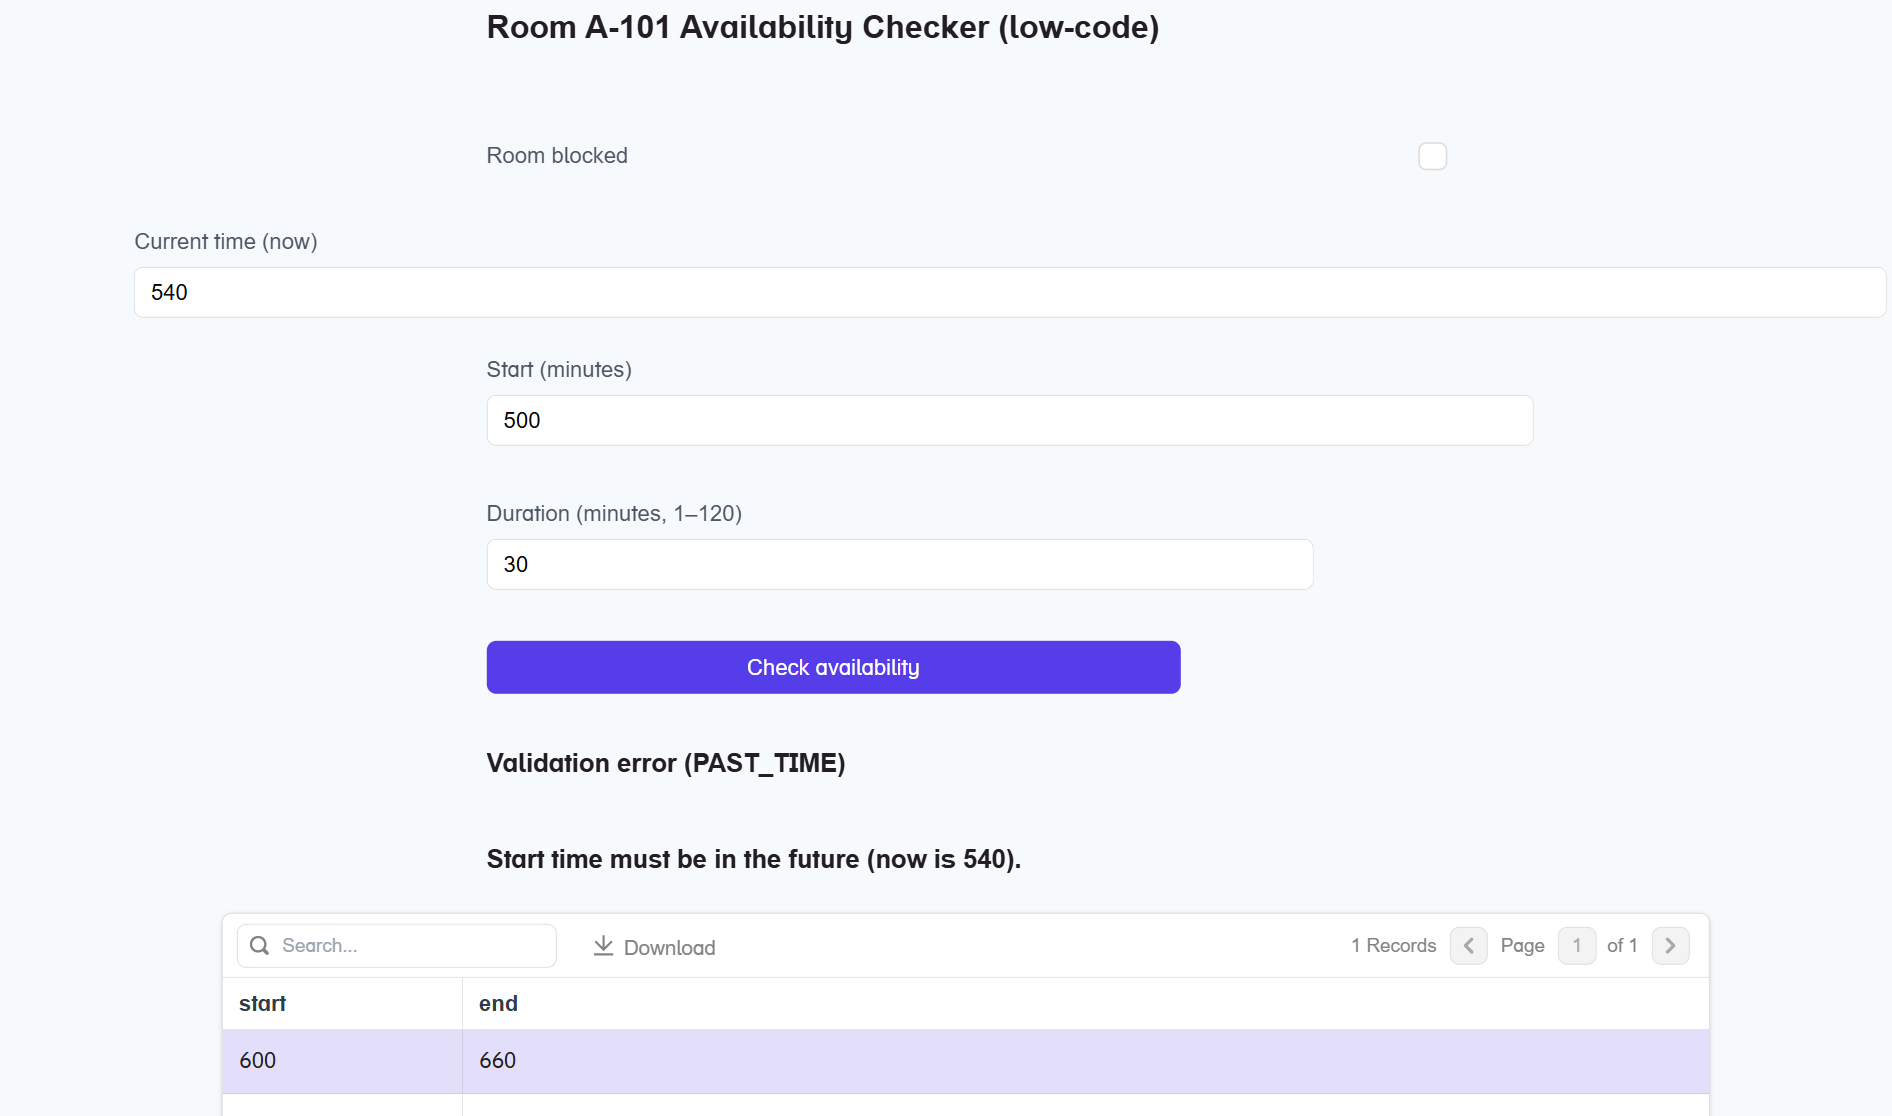 Room A-101 Availability Checker (low-code)
Room blocked
Current time (now)
540
Start (minutes)
500
Duration (minutes, 1–120)
30
Check availability
Validation error (PAST_TIME)
Start time must be in the future (now is 540).
Search... Download 1 Records Page 1 of 1
start end
600 660